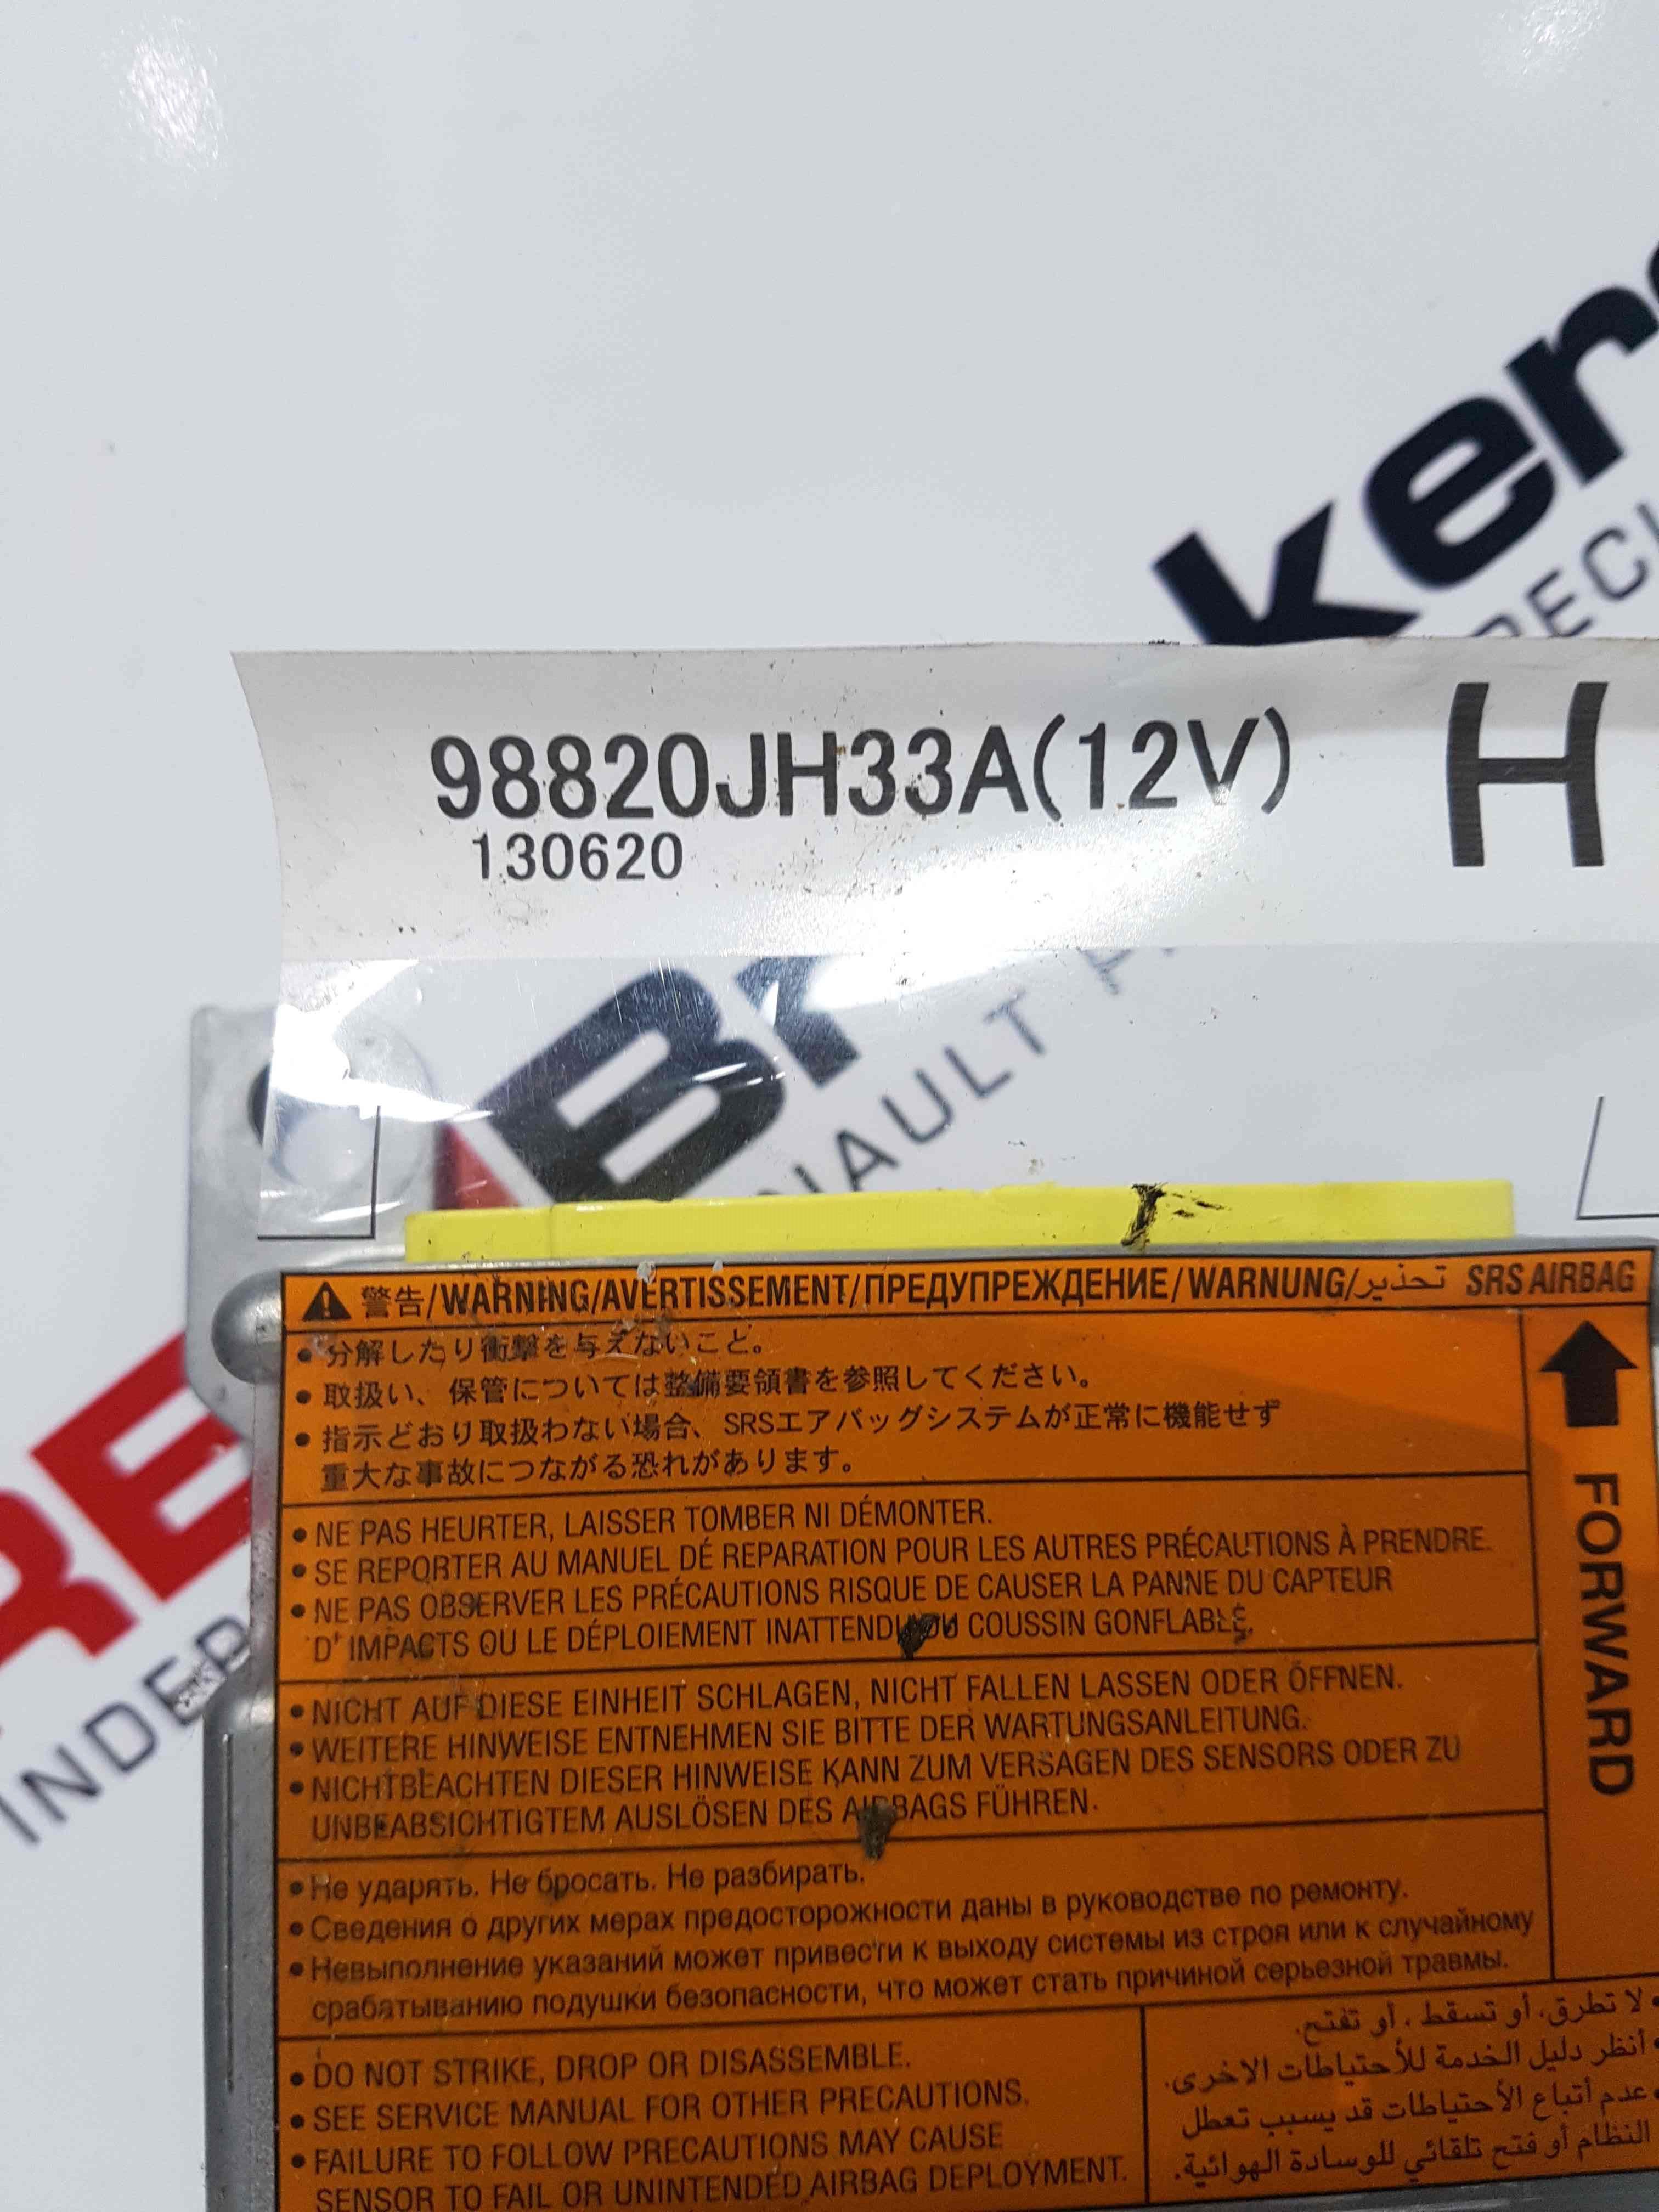 ker
98820JH33A(12V) H
130620
警告/WARNING/AVERTISSEMENT/ПРЕДУПРЕЖДЕНИЕ/WARNUNG/تحذير SRS AIRBAG
• 分解したり衝撃を与えないこと。
• 取扱い、保管については整備要領書を参照してください。
• 指示どおり取扱わない場合、SRSエアバッグシステムが正常に機能せず
重大な事故につながる恐れがあります。
FORWARD
• NE PAS HEURTER, LAISSER TOMBER NI DÉMONTER.
• SE REPORTER AU MANUEL DÉ REPARATION POUR LES AUTRES PRÉCAUTIONS À PRENDRE.
• NE PAS OBSERVER LES PRÉCAUTIONS RISQUE DE CAUSER LA PANNE DU CAPTEUR
D' IMPACTS OU LE DÉPLOIEMENT INATTENDU DU COUSSIN GONFLABLE.
• NICHT AUF DIESE EINHEIT SCHLAGEN, NICHT FALLEN LASSEN ODER ÖFFNEN.
• WEITERE HINWEISE ENTNEHMEN SIE BITTE DER WARTUNGSANLEITUNG.
• NICHTBEACHTEN DIESER HINWEISE KANN ZUM VERSAGEN DES SENSORS ODER ZU
UNBEABSICHTIGTEM AUSLÖSEN DES AIRBAGS FÜHREN.
• Не ударять. Не бросать. Не разбирать.
• Сведения о других мерах предосторожности даны в руководстве по ремонту.
• Невыполнение указаний может привести к выходу системы из строя или к случайному
срабатыванию подушки безопасности, что может стать причиной серьезной травмы.
• DO NOT STRIKE, DROP OR DISASSEMBLE.
• SEE SERVICE MANUAL FOR OTHER PRECAUTIONS.
• FAILURE TO FOLLOW PRECAUTIONS MAY CAUSE
SENSOR TO FAIL OR UNINTENDED AIRBAG DEPLOYMENT.
• لا تطرق، أو تسقط، أو تفتح.
• أنظر دليل الخدمة للأحتياطات الاخرى.
• عدم أتباع الأحتياطات قد يسبب تعطل
النظام أو فتح تلقائي للوسادة الهوائية.